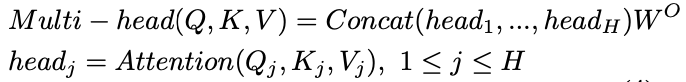 Multi − head(Q, K, V) = Concat(head₁, ..., head_H)W^O
head_j = Attention(Q_j, K_j, V_j), 1 ≤ j ≤ H